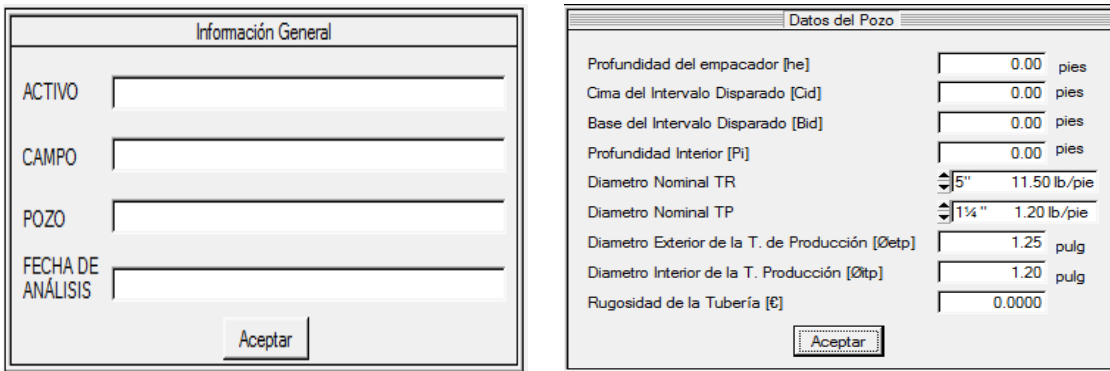 Información General
ACTIVO
CAMPO
POZO
FECHA DE
ANÁLISIS
Aceptar
Datos del Pozo
Profundidad del empacador [he] 0.00 pies
Cima del Intervalo Disparado [Cid] 0.00 pies
Base del Intervalo Disparado [Bid] 0.00 pies
Profundidad Interior [Pi] 0.00 pies
Diametro Nominal TR 5" 11.50 lb/pie
Diametro Nominal TP 1¼ " 1.20 lb/pie
Diametro Exterior de la T. de Producción [Øetp] 1.25 pulg
Diametro Interior de la T. Producción [Øitp] 1.20 pulg
Rugosidad de la Tubería [€] 0.0000
Aceptar